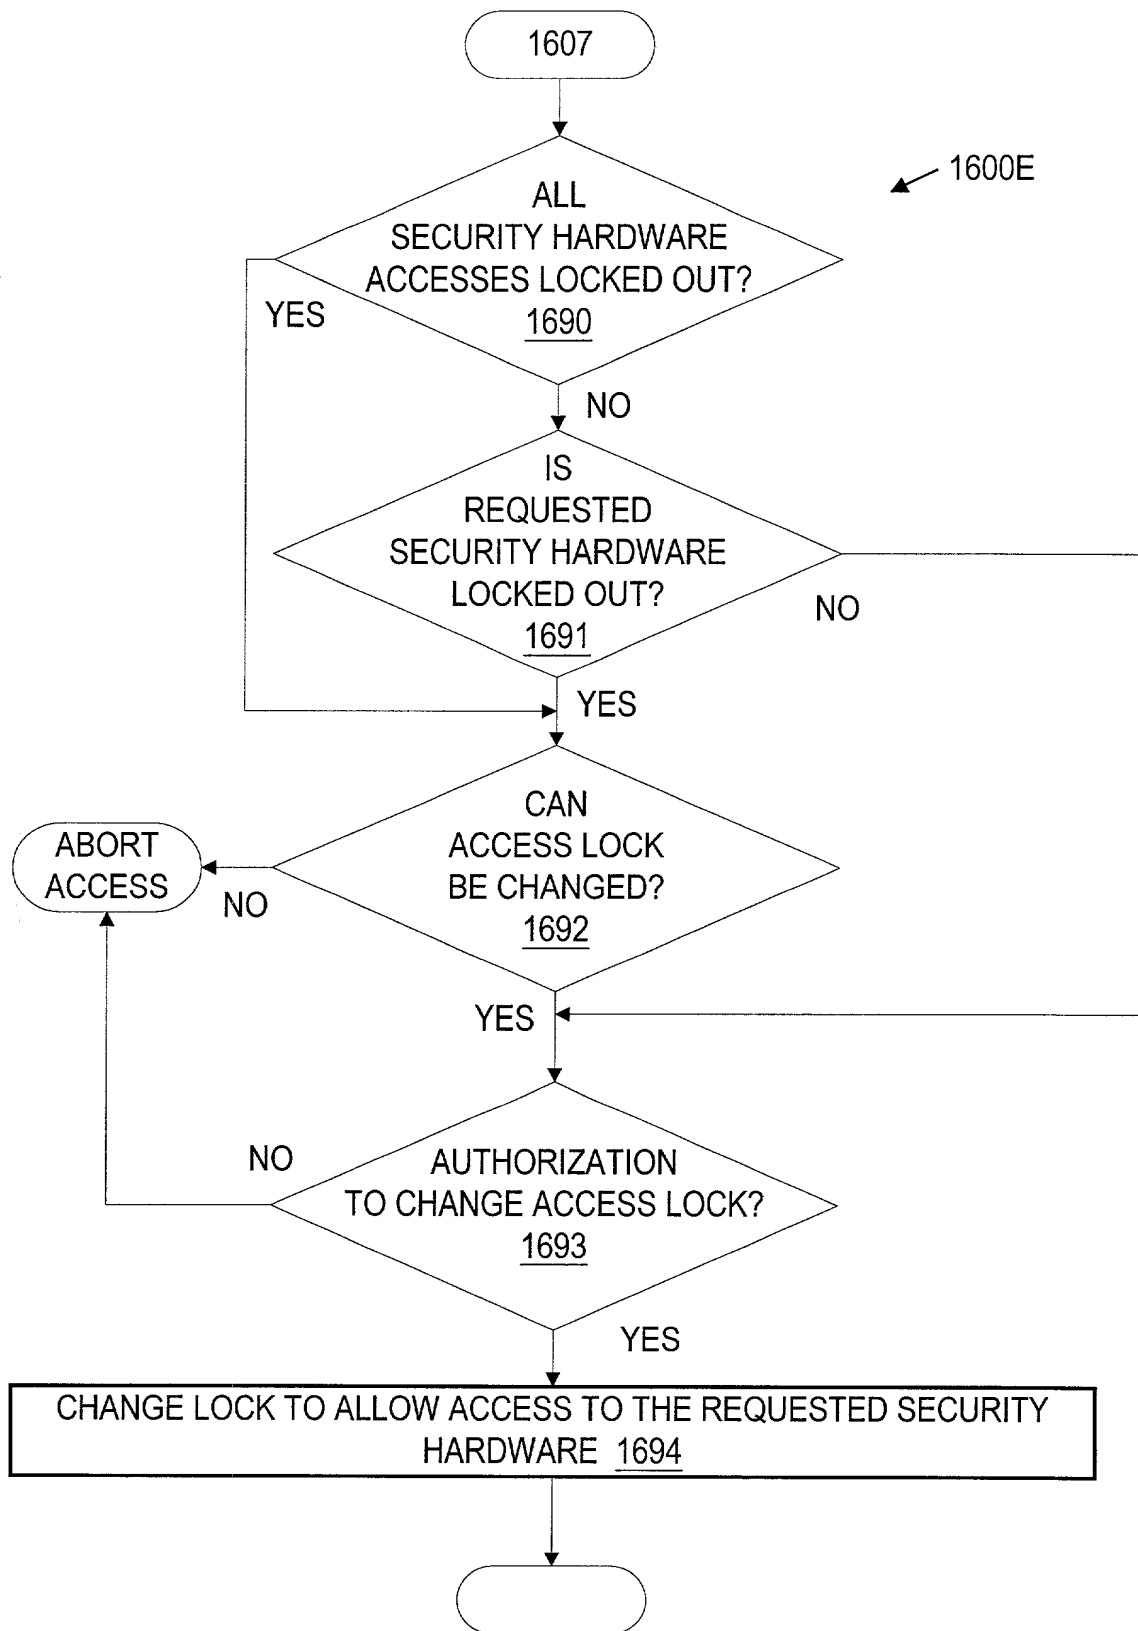 1607
1600E
ALL
SECURITY HARDWARE
ACCESSES LOCKED OUT?
1690
YES
NO
IS
REQUESTED
SECURITY HARDWARE
LOCKED OUT?
1691
NO
YES
CAN
ACCESS LOCK
BE CHANGED?
1692
ABORT
ACCESS
NO
YES
NO
AUTHORIZATION
TO CHANGE ACCESS LOCK?
1693
YES
CHANGE LOCK TO ALLOW ACCESS TO THE REQUESTED SECURITY
HARDWARE 1694